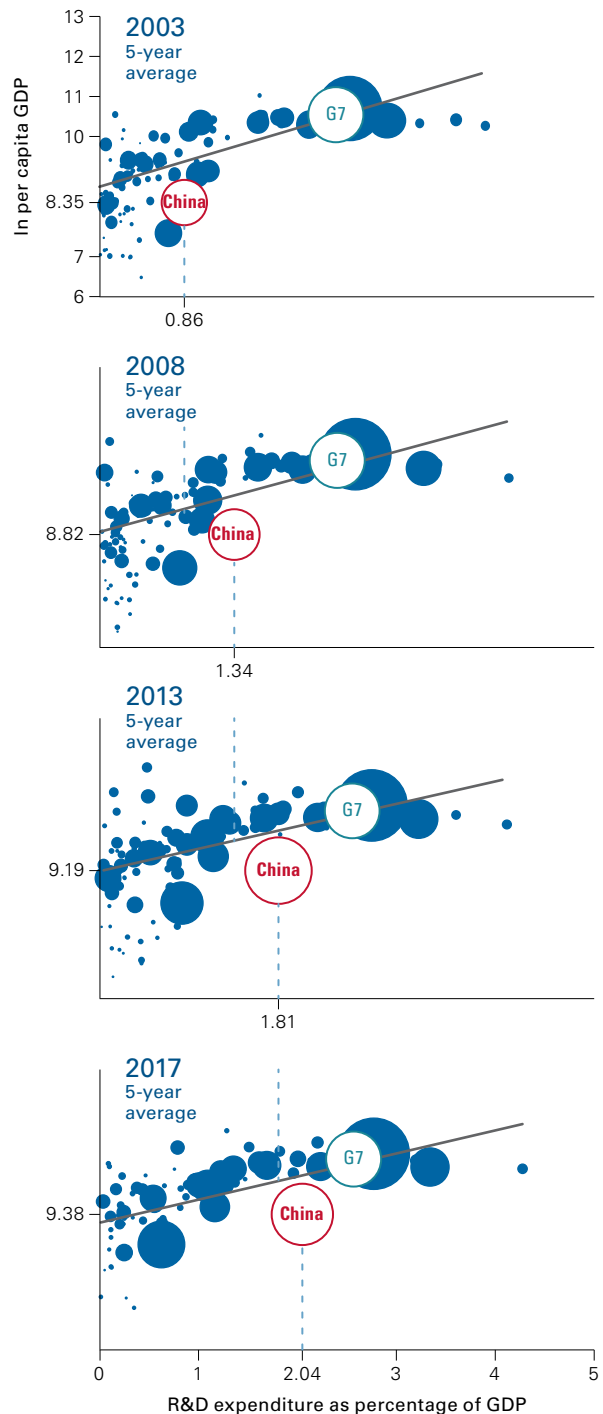 13
2003
5-year
average
12
11
10
8.35
7
6
ln per capita GDP
G7
China
0.86
2008
5-year
average
G7
8.82
China
1.34
2013
5-year
average
G7
9.19
China
1.81
2017
5-year
average
G7
9.38
China
0
1
2.04
3
4
5
R&D expenditure as percentage of GDP